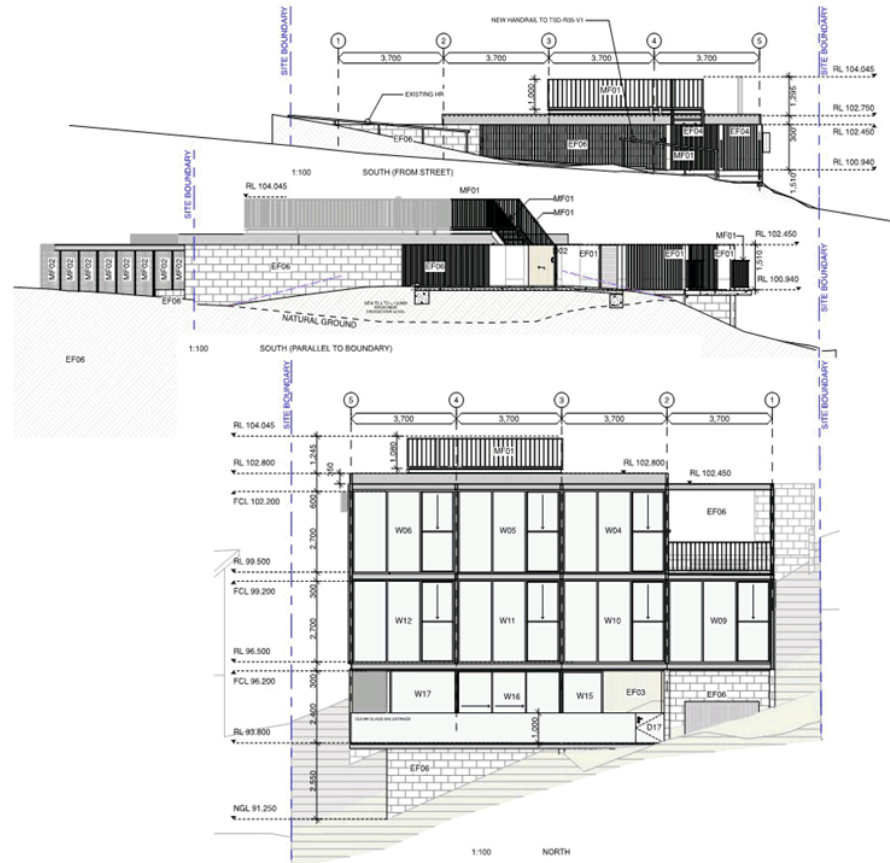 NEW HANDRAIL TO TSD-R35-V1
SITE BOUNDARY
1 2 3 4 5
3,700 3,700 3,700 3,700
SITE BOUNDARY
RL 104.045
1,000
MF01
1,295
EXISTING HR
RL 102.750
EF06
EF06
EF04
EF04
300
RL 102.450
MF01
RL 100.940
1,510
1:100 SOUTH (FROM STREET)
SITE BOUNDARY
RL 104.045
MF01
MF01
MF01
MF01
RL 102.450
MF02 MF02 MF02 MF02 MF02 MF02 MF02 MF02
EF06
EF06
02
EF01
EF01
EF01
1,510
SITE BOUNDARY
RL 100.940
EF06
NATURAL GROUND
EF06
1:100 SOUTH (PARALLEL TO BOUNDARY)
SITE BOUNDARY
SITE BOUNDARY
5 4 3 2 1
3,700 3,700 3,700 3,700
RL 104.045
1,245
1,080
MF01
RL 102.800
350
RL 102.800
RL 102.450
FCL 102.200
600
EF06
W06 W05 W04
2,700
RL 99.500
300
FCL 99.200
2,700
W12 W11 W10 W09
RL 96.500
300
FCL 96.200
W17 W16 W15 EF03
EF06
2,400
CLEAR GLASS BALUSTRADE
1,000
D17
RL 93.800
EF06
2,550
NGL 91.250
1:100 NORTH